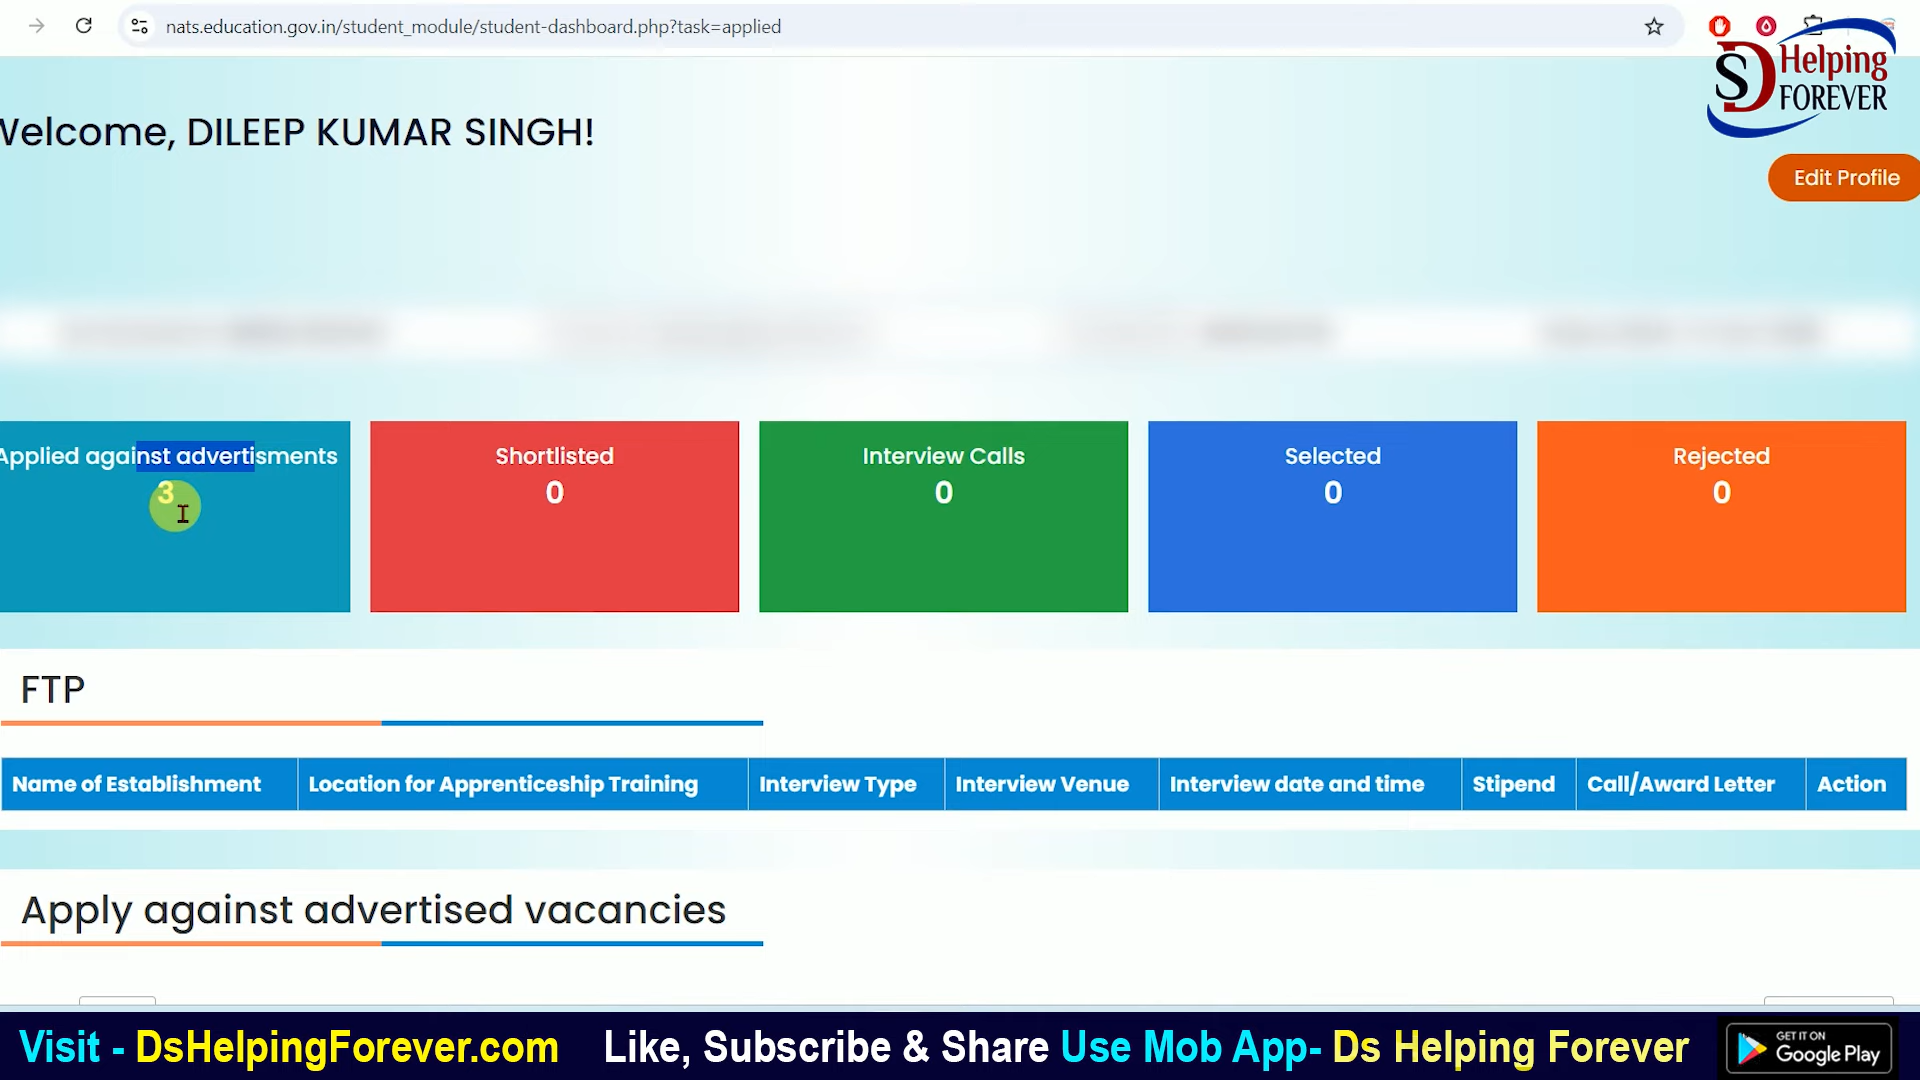 nats.education.gov.in/student_module/student-dashboard.php?task=applied
SD Helping
FOREVER
Welcome, DILEEP KUMAR SINGH!
Edit Profile
Applied against advertisments
3
Shortlisted
0
Interview Calls
0
Selected
0
Rejected
0
FTP
Name of Establishment Location for Apprenticeship Training Interview Type Interview Venue Interview date and time Stipend Call/Award Letter Action
Apply against advertised vacancies
Visit - DsHelpingForever.com Like, Subscribe & Share Use Mob App- Ds Helping Forever
GET IT ON
Google Play